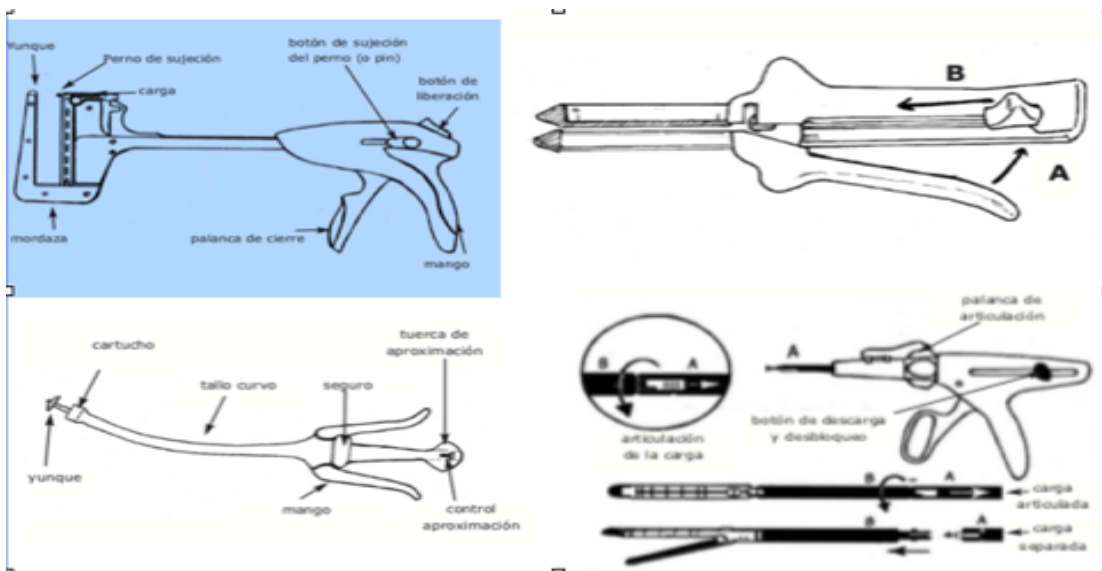 Yunque
Perno de sujeción
carga
botón de sujeción
del perno (o pin)
botón de
liberación
mordaza
palanca de cierre
mango
B
A
cartucho
tallo curvo
seguro
tuerca de
aproximación
yunque
mango
control
aproximación
palanca de
articulación
B
A
A
articulación
de la carga
botón de descarga
y desbloqueo
B
A
carga
articulada
B
A
carga
separada